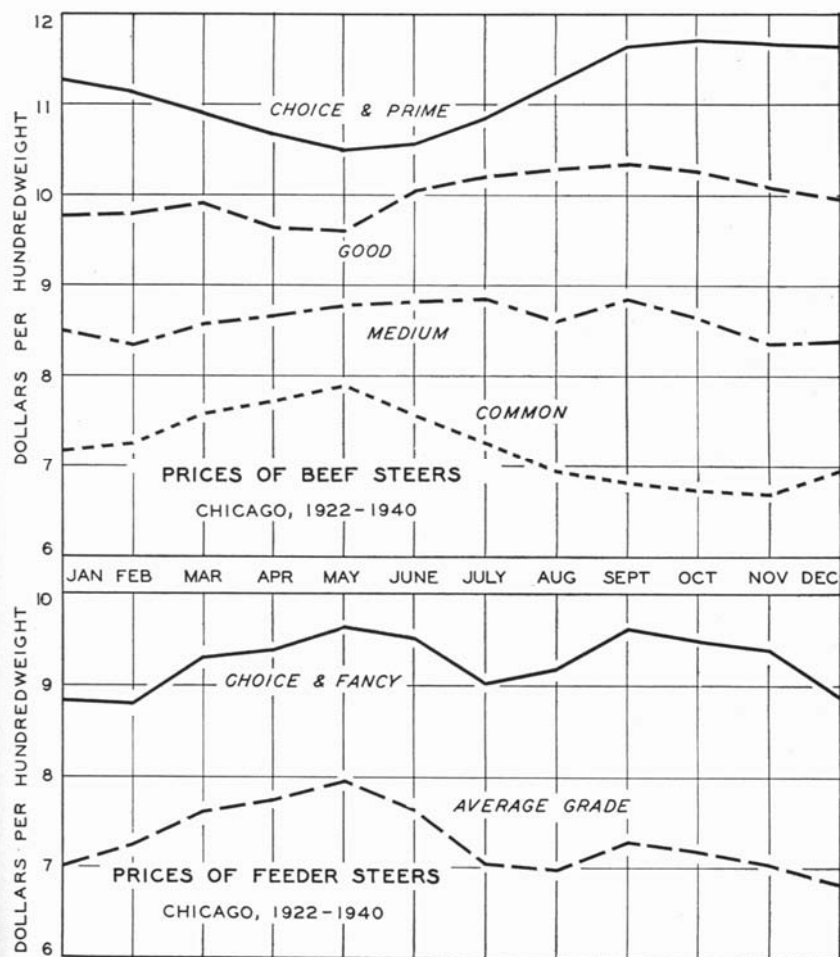 DOLLARS PER HUNDREDWEIGHT
12
11
10
9
8
7
6
CHOICE & PRIME
GOOD
MEDIUM
COMMON
PRICES OF BEEF STEERS
CHICAGO, 1922-1940
JAN FEB MAR APR MAY JUNE JULY AUG SEPT OCT NOV DEC
DOLLARS PER HUNDREDWEIGHT
10
9
8
7
6
CHOICE & FANCY
AVERAGE GRADE
PRICES OF FEEDER STEERS
CHICAGO, 1922-1940